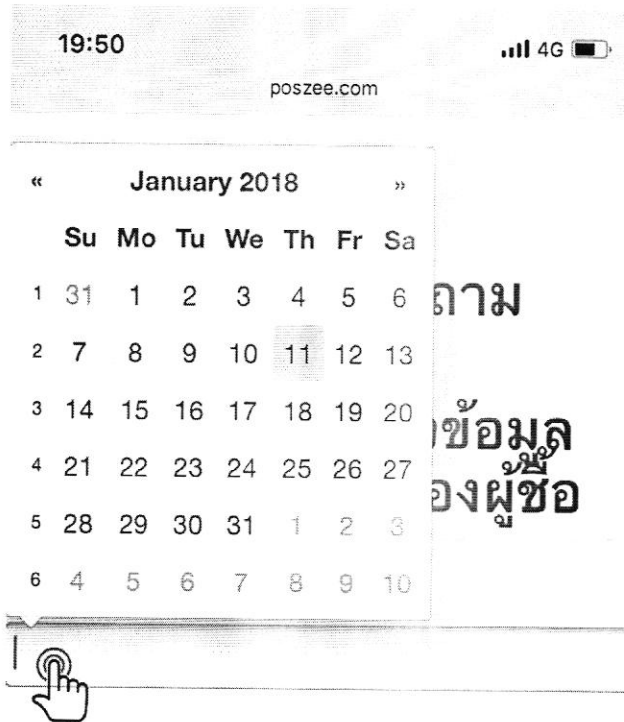 19:50 4G
poszee.com
« January 2018 »
Su Mo Tu We Th Fr Sa
1 31 1 2 3 4 5 6
ถาม
2 7 8 9 10 11 12 13
3 14 15 16 17 18 19 20
ข้อมูล
4 21 22 23 24 25 26 27
องผู้ซื้อ
5 28 29 30 31 1 2 3
6 4 5 6 7 8 9 10